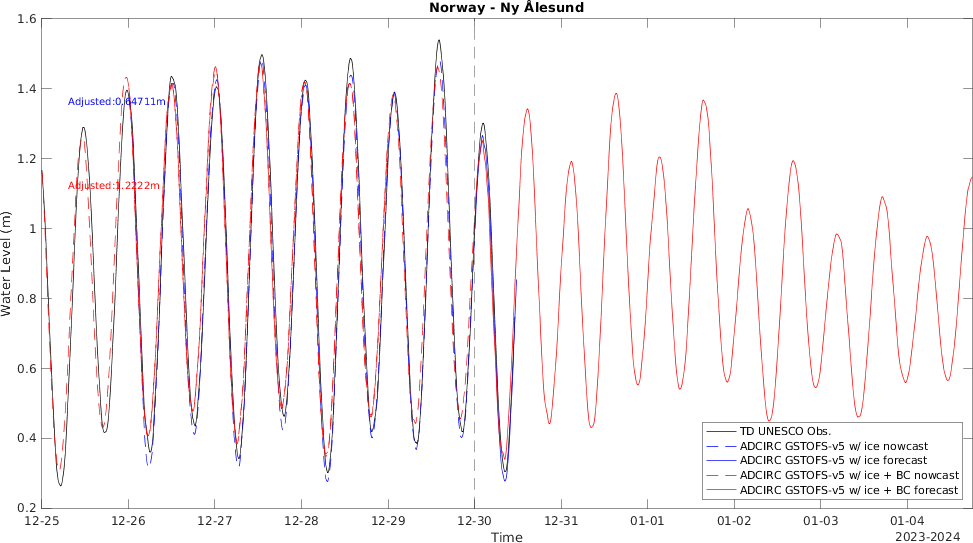 Norway - Ny Ålesund
1.6
1.4
1.2
1
0.8
0.6
0.4
0.2
Water Level (m)
Adjusted:0.64711m
Adjusted:1.2222m
TD UNESCO Obs.
ADCIRC GSTOFS-v5 w/ ice nowcast
ADCIRC GSTOFS-v5 w/ ice forecast
ADCIRC GSTOFS-v5 w/ ice + BC nowcast
ADCIRC GSTOFS-v5 w/ ice + BC forecast
12-25 12-26 12-27 12-28 12-29 12-30 12-31 01-01 01-02 01-03 01-04
Time
2023-2024